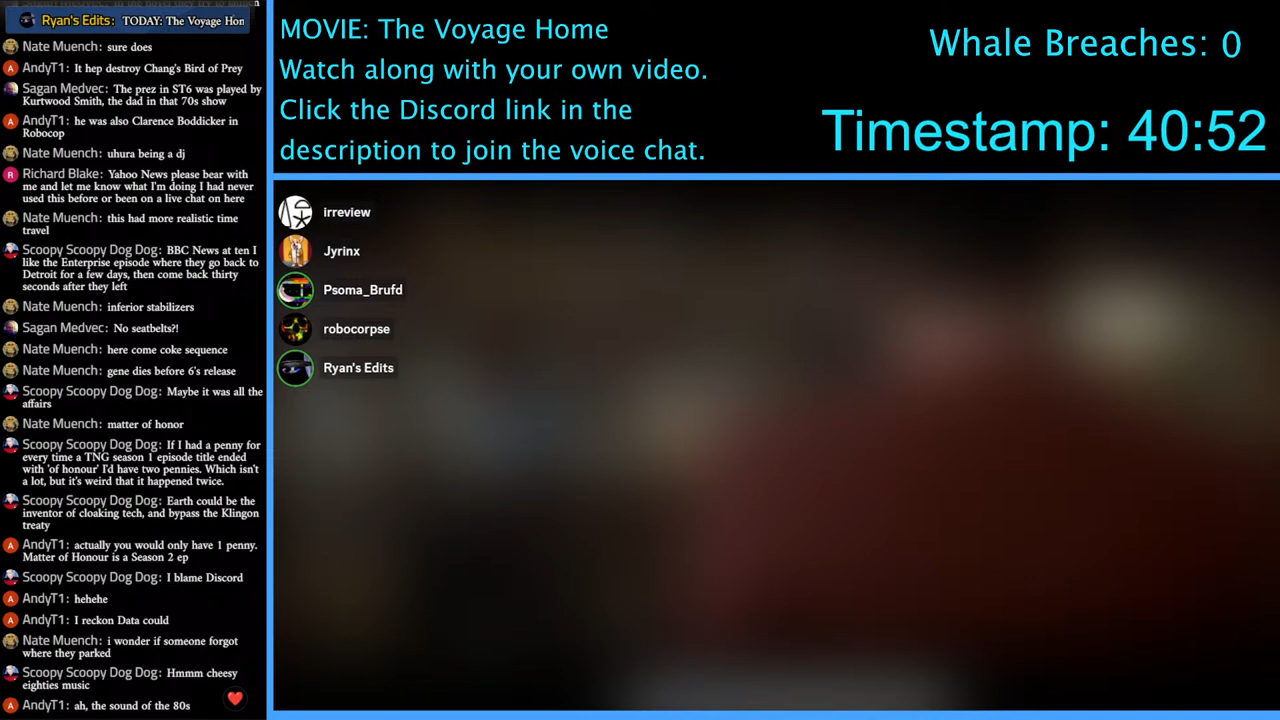 Ryan's Edits: TODAY: The Voyage Hon
Nate Muench: sure does
AndyT1: It hep destroy Chang's Bird of Prey
Sagan Medvec: The prez in ST6 was played by
Kurtwood Smith, the dad in that 70s show
AndyT1: he was also Clarence Boddicker in
Robocop
Nate Muench: uhura being a dj
Richard Blake: Yahoo News please bear with
me and let me know what I'm doing I had never
used this before or been on a live chat on here
Nate Muench: this had more realistic time
travel
Scoopy Scoopy Dog Dog: BBC News at ten I
like the Enterprise episode where they go back to
Detroit for a few days, then come back thirty
seconds after they left
Nate Muench: inferior stabilizers
Sagan Medvec: No seatbelts?!
Nate Muench: here come coke sequence
Nate Muench: gene dies before 6's release
Scoopy Scoopy Dog Dog: Maybe it was all the
affairs
Nate Muench: matter of honor
Scoopy Scoopy Dog Dog: If I had a penny for
every time a TNG season 1 episode title ended
with 'of honour' I'd have two pennies. Which isn't
a lot, but it's weird that it happened twice.
Scoopy Scoopy Dog Dog: Earth could be the
inventor of cloaking tech, and bypass the Klingon
treaty
AndyT1: actually you would only have 1 penny.
Matter of Honour is a Season 2 ep
Scoopy Scoopy Dog Dog: I blame Discord
AndyT1: hehehe
AndyT1: I reckon Data could
Nate Muench: i wonder if someone forgot
where they parked
Scoopy Scoopy Dog Dog: Hmmm cheesy
eighties music
AndyT1: ah, the sound of the 80s
MOVIE: The Voyage Home
Watch along with your own video.
Click the Discord link in the
description to join the voice chat.
Whale Breaches: 0
Timestamp: 40:52
irreview
Jyrinx
Psoma_Brufd
robocorpse
Ryan's Edits